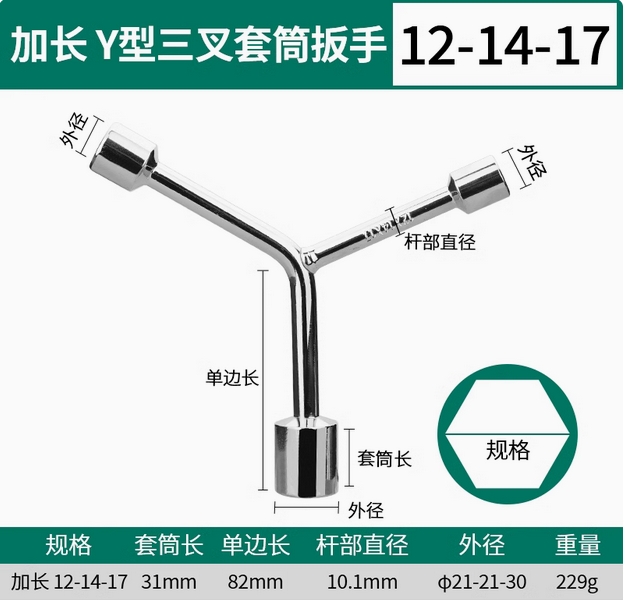 加长 Y型三叉套筒扳手 12-14-17
外径
外径
杆部直径
单边长
规格
套筒长
外径
规格 套筒长 单边长 杆部直径 外径 重量
加长 12-14-17 31mm 82mm 10.1mm φ21-21-30 229g